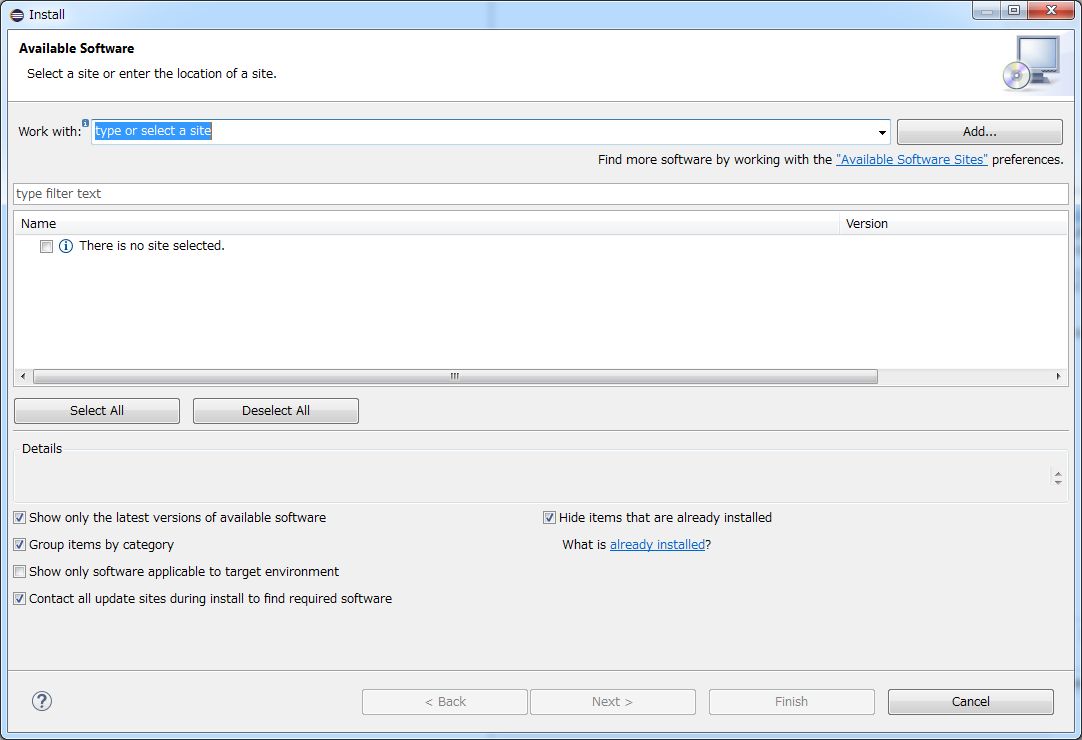 Install
Available Software
Select a site or enter the location of a site.
Work with: type or select a site Add...
Find more software by working with the "Available Software Sites" preferences.
type filter text
Name Version
There is no site selected.
Select All Deselect All
Details
Show only the latest versions of available software Hide items that are already installed
Group items by category What is already installed?
Show only software applicable to target environment
Contact all update sites during install to find required software
? < Back Next > Finish Cancel